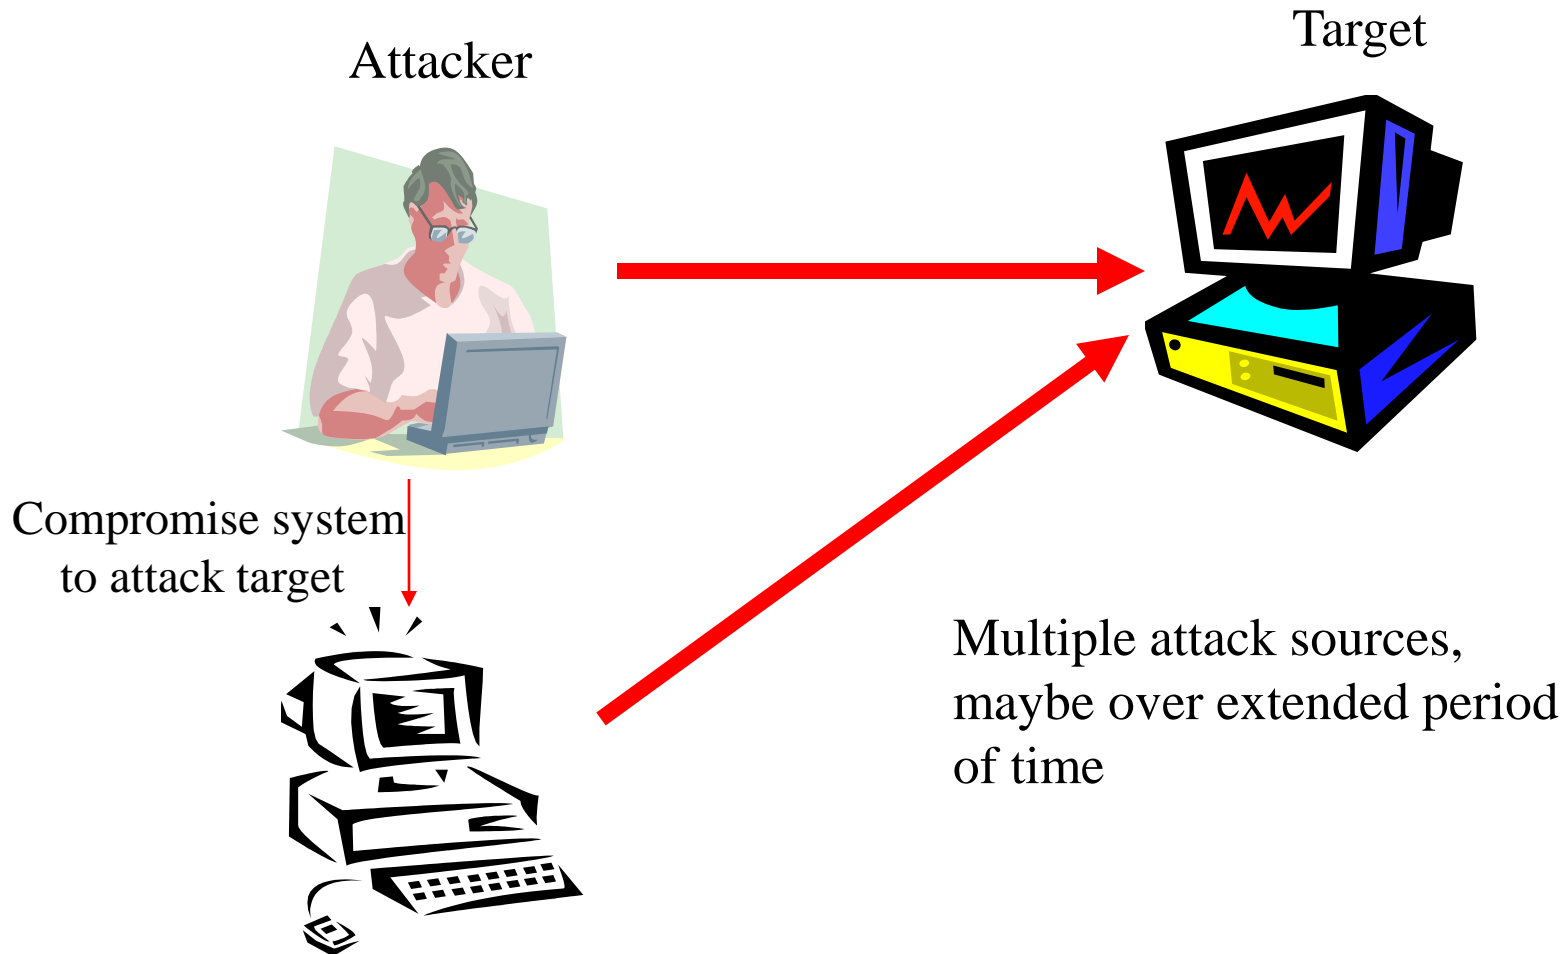 Attacker
Target
Compromise system
to attack target
Multiple attack sources,
maybe over extended period
of time